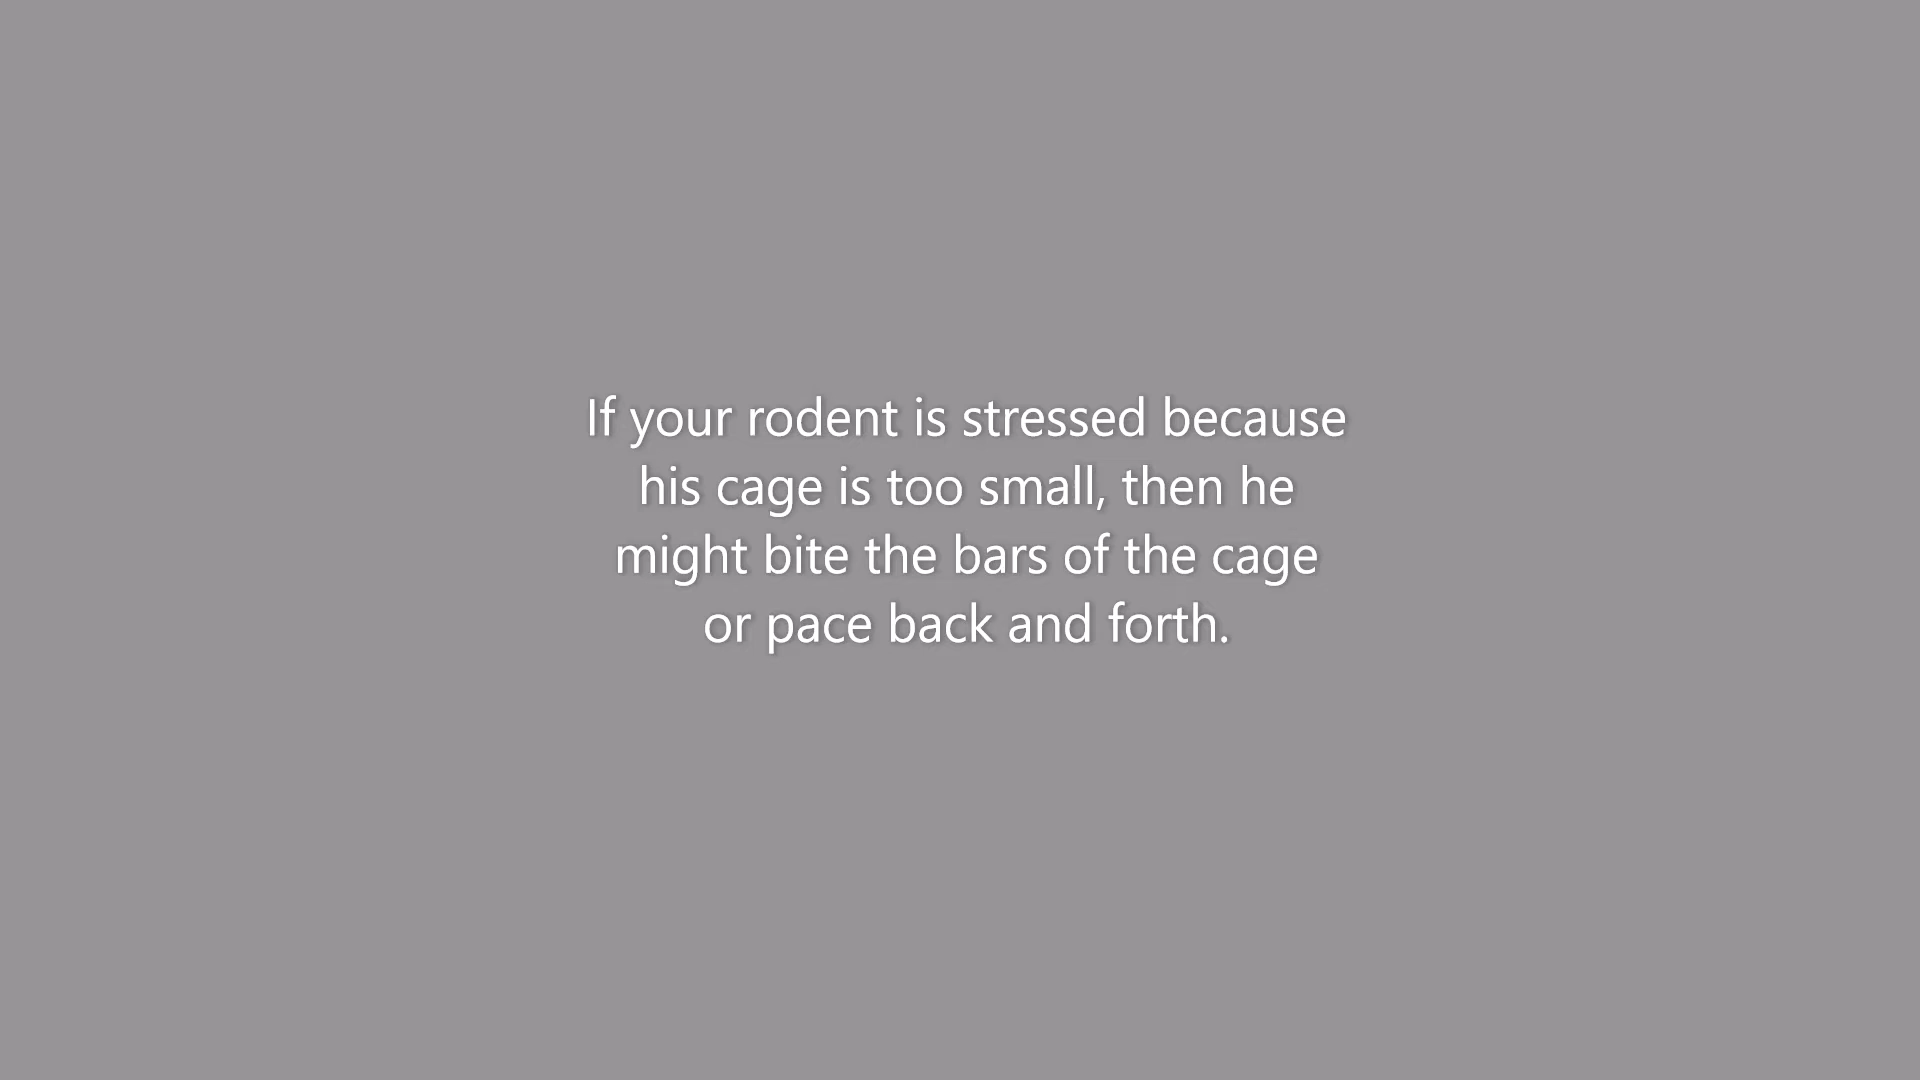 If your rodent is stressed because
his cage is too small, then he
might bite the bars of the cage
or pace back and forth.